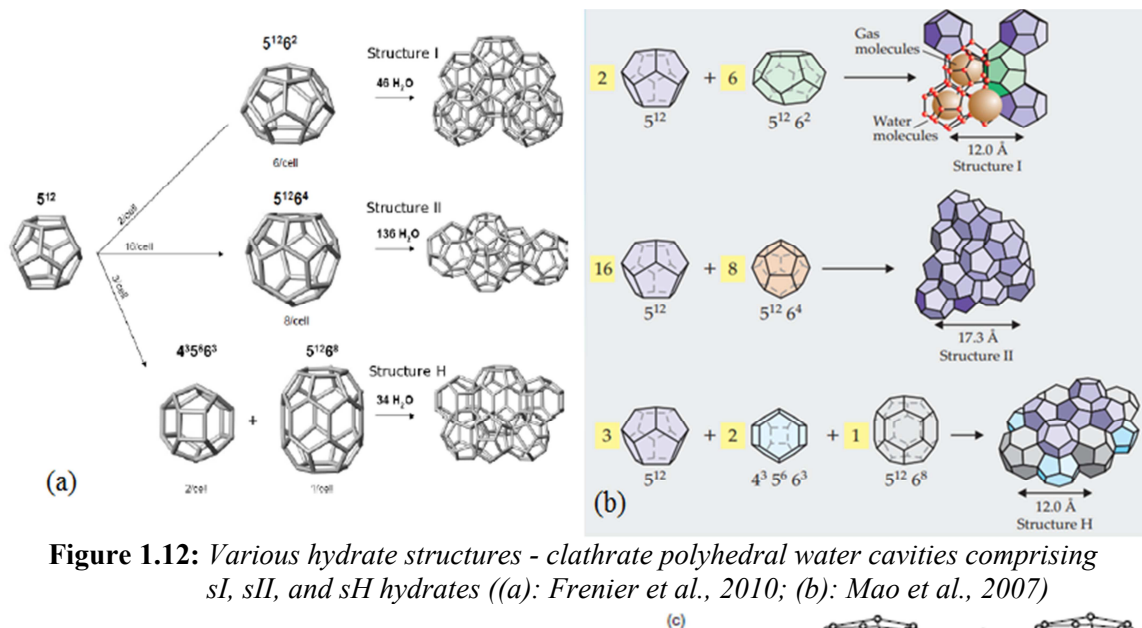 5¹²
2/cell
16/cell
3/cell
5¹²6²
6/cell
Structure I
46 H₂O
5¹²6⁴
8/cell
Structure II
136 H₂O
4³5⁶6³
2/cell
+
5¹²6⁸
1/cell
Structure H
34 H₂O
(a)
2
5¹²
+
6
5¹² 6²
Gas
molecules
Water
molecules
12.0 Å
Structure I
16
5¹²
+
8
5¹² 6⁴
17.3 Å
Structure II
3
5¹²
+
2
4³ 5⁶ 6³
+
1
5¹² 6⁸
12.0 Å
Structure H
(b)
Figure 1.12: Various hydrate structures - clathrate polyhedral water cavities comprising
sI, sII, and sH hydrates ((a): Frenier et al., 2010; (b): Mao et al., 2007)
(c)